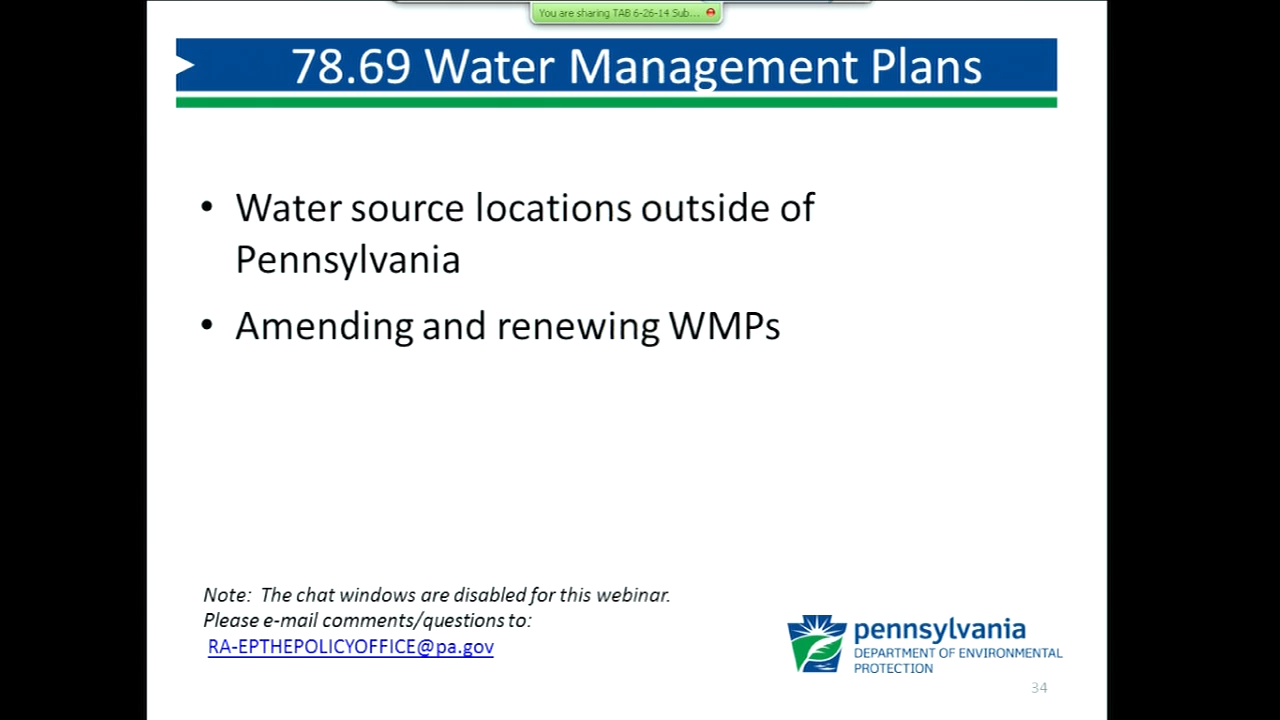 You are sharing TAB 6-26-14 Sub...
78.69 Water Management Plans
• Water source locations outside of
Pennsylvania
• Amending and renewing WMPs
Note: The chat windows are disabled for this webinar.
Please e-mail comments/questions to:
RA-EPTHEPOLICYOFFICE@pa.gov
pennsylvania
DEPARTMENT OF ENVIRONMENTAL
PROTECTION
34